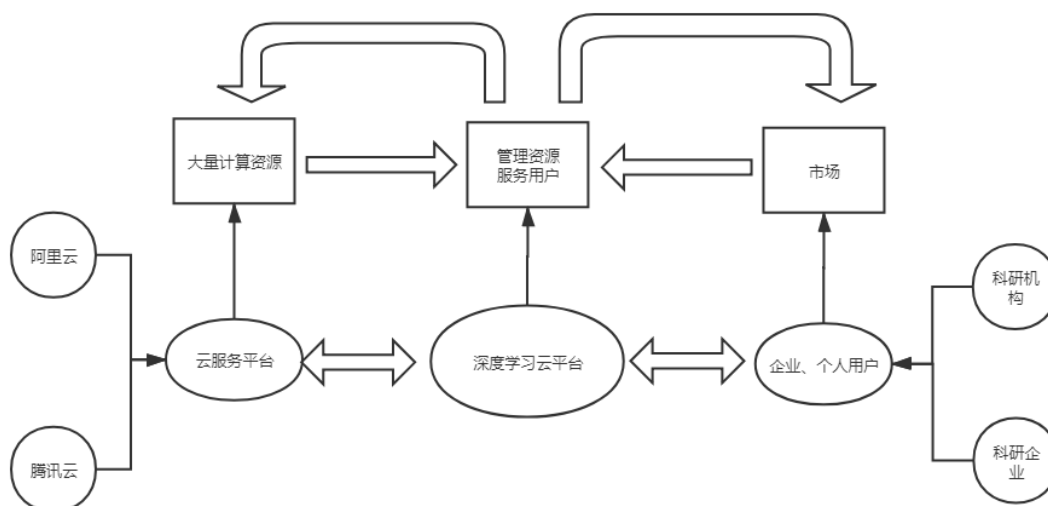 大量计算资源
管理资源
服务用户
市场
阿里云
科研机
构
云服务平台
深度学习云平台
企业、个人用户
腾讯云
科研企
业